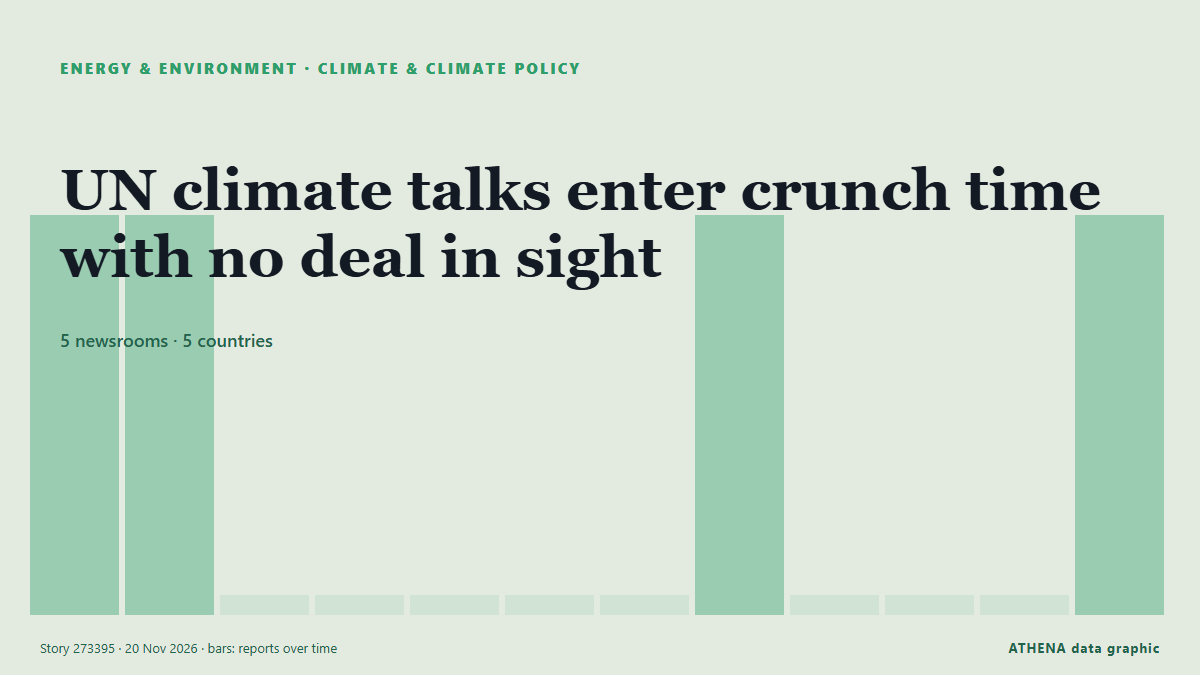 ENERGY & ENVIRONMENT · CLIMATE & CLIMATE POLICY
UN climate talks enter crunch time
with no deal in sight
5 newsrooms · 5 countries
Story 273395 · 20 Nov 2026 · bars: reports over time
ATHENA data graphic